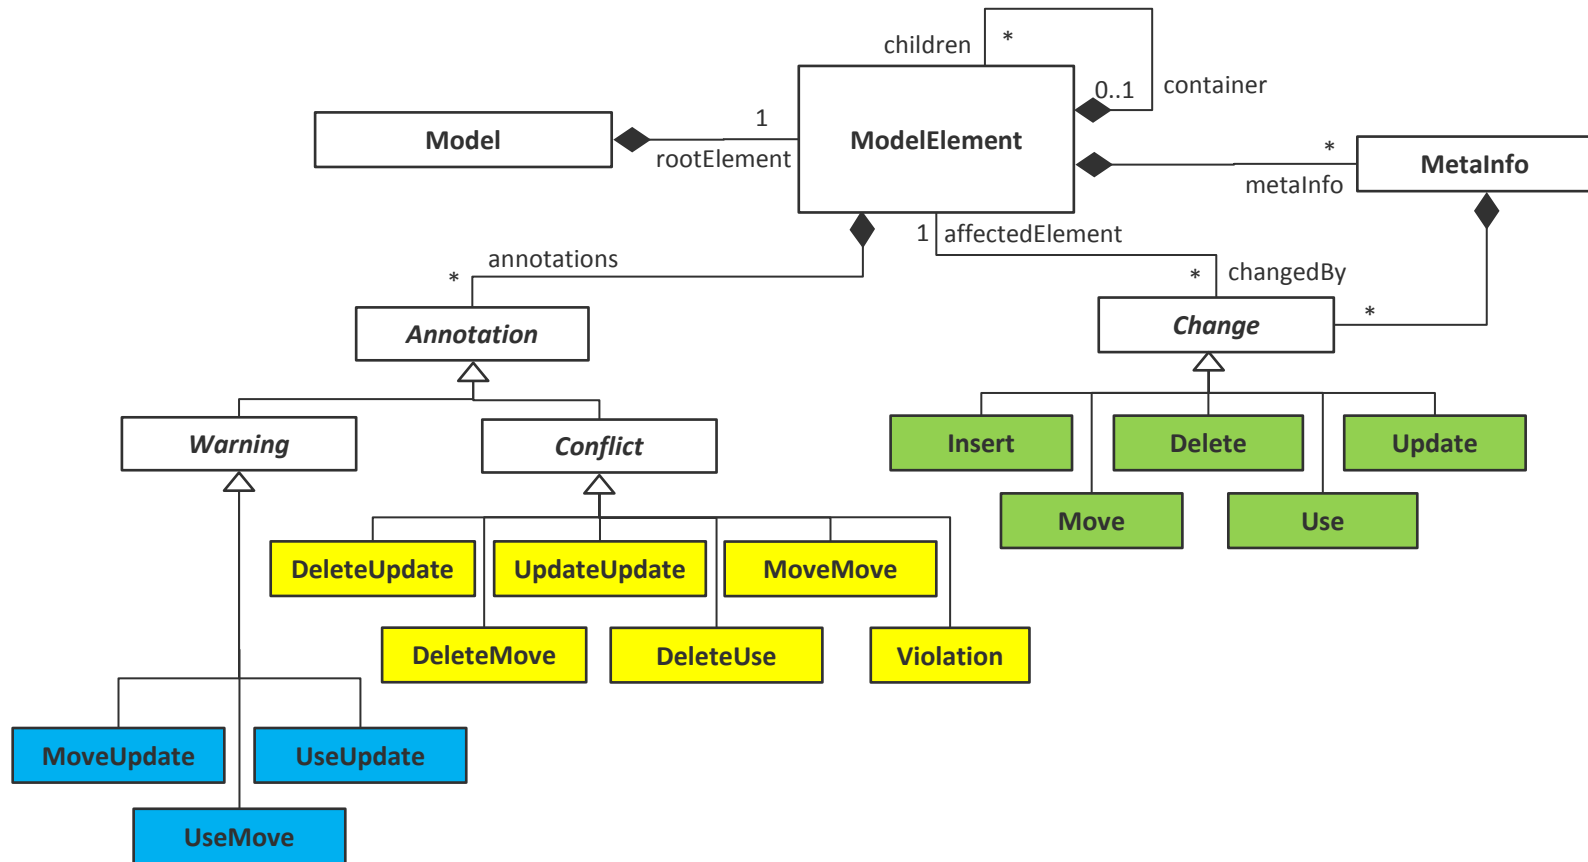 children
*
0..1
container
Model
1
rootElement
ModelElement
*
metaInfo
MetaInfo
1
affectedElement
annotations
*
*
changedBy
Annotation
Change
*
Warning
Conflict
Insert
Delete
Update
Move
Use
DeleteUpdate
UpdateUpdate
MoveMove
DeleteMove
DeleteUse
Violation
MoveUpdate
UseUpdate
UseMove